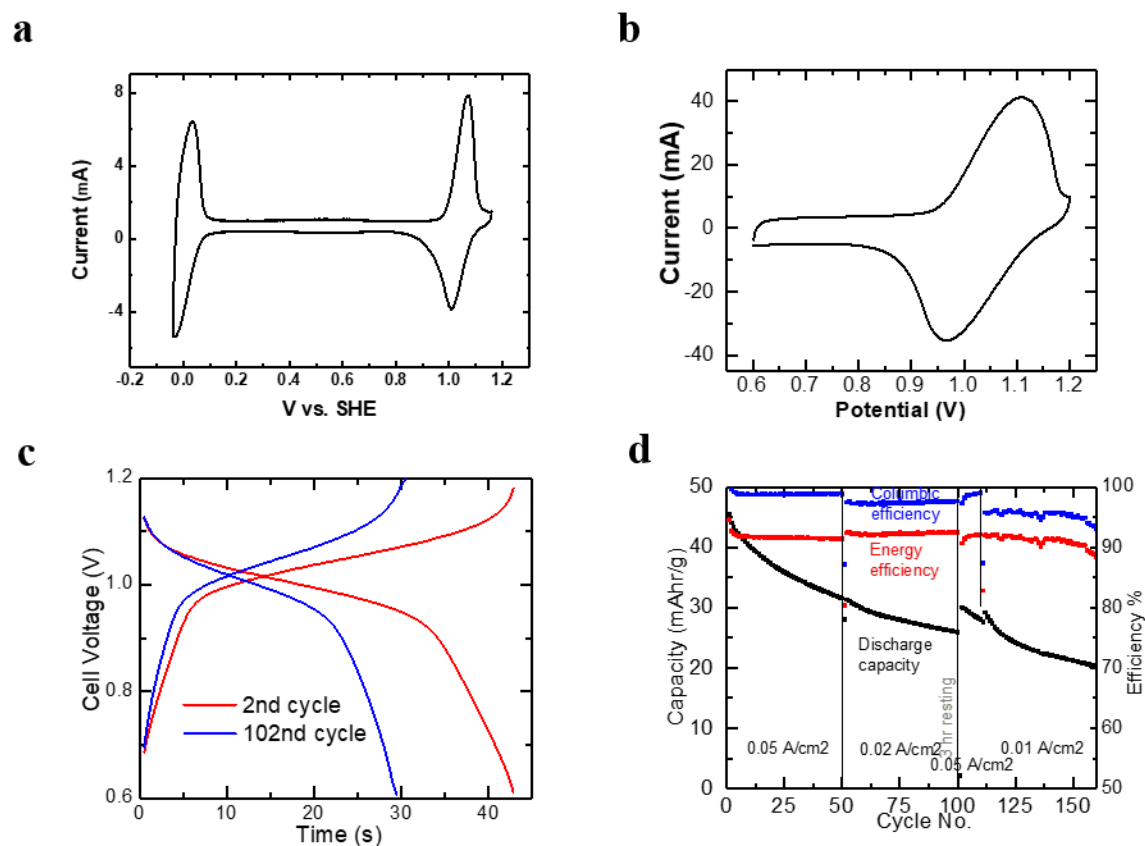 a
8
4
0
-4
Current (mA)
-0.2 0.0 0.2 0.4 0.6 0.8 1.0 1.2
V vs. SHE
b
40
20
0
-20
-40
Current (mA)
0.6 0.7 0.8 0.9 1.0 1.1 1.2
Potential (V)
c
1.2
1.0
0.8
0.6
Cell Voltage (V)
2nd cycle
102nd cycle
0 10 20 30 40
Time (s)
d
50
40
30
20
10
0
Capacity (mAhr/g)
100
90
80
70
60
50
Efficiency %
Columbic
efficiency
Energy
efficiency
Discharge
capacity
3 hr resting
0.05 A/cm2
0.02 A/cm2
0.05 A/cm2
0.01 A/cm2
0 25 50 75 100 125 150
Cycle No.